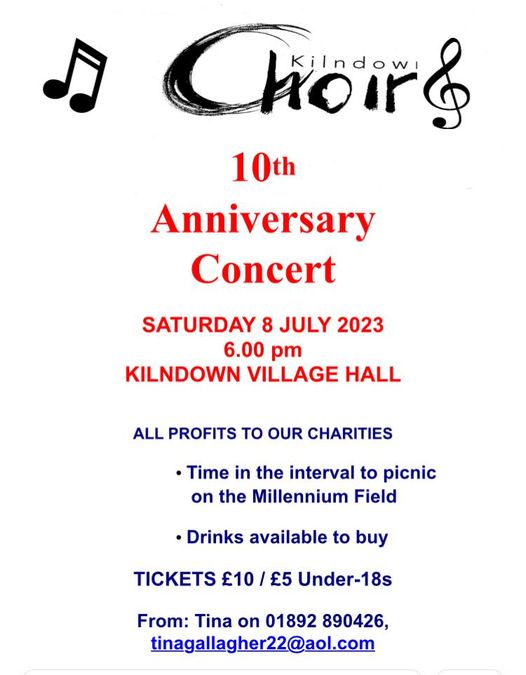 Kilndown
Choir
10th
Anniversary
Concert
SATURDAY 8 JULY 2023
6.00 pm
KILNDOWN VILLAGE HALL
ALL PROFITS TO OUR CHARITIES
• Time in the interval to picnic
on the Millennium Field
• Drinks available to buy
TICKETS £10 / £5 Under-18s
From: Tina on 01892 890426,
tinagallagher22@aol.com